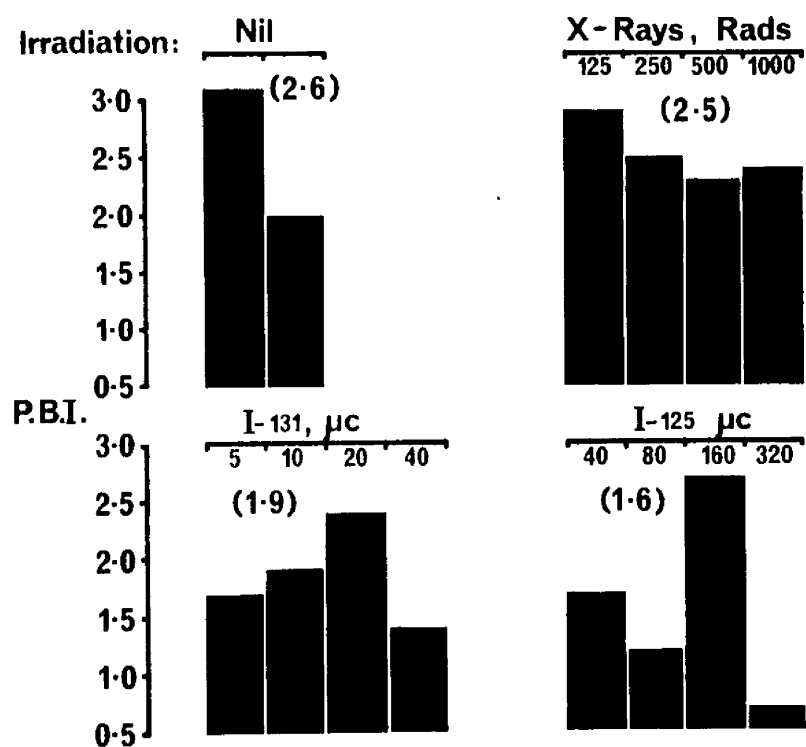 Irradiation: Nil X-Rays, Rads
125 250 500 1000
(2·6) (2·5)
3·0
2·5
2·0
1·5
1·0
0·5
P.B.I.
I-131, µc I-125 µc
3·0
5 10 20 40 40 80 160 320
2·5 (1·9) (1·6)
2·0
1·5
1·0
0·5